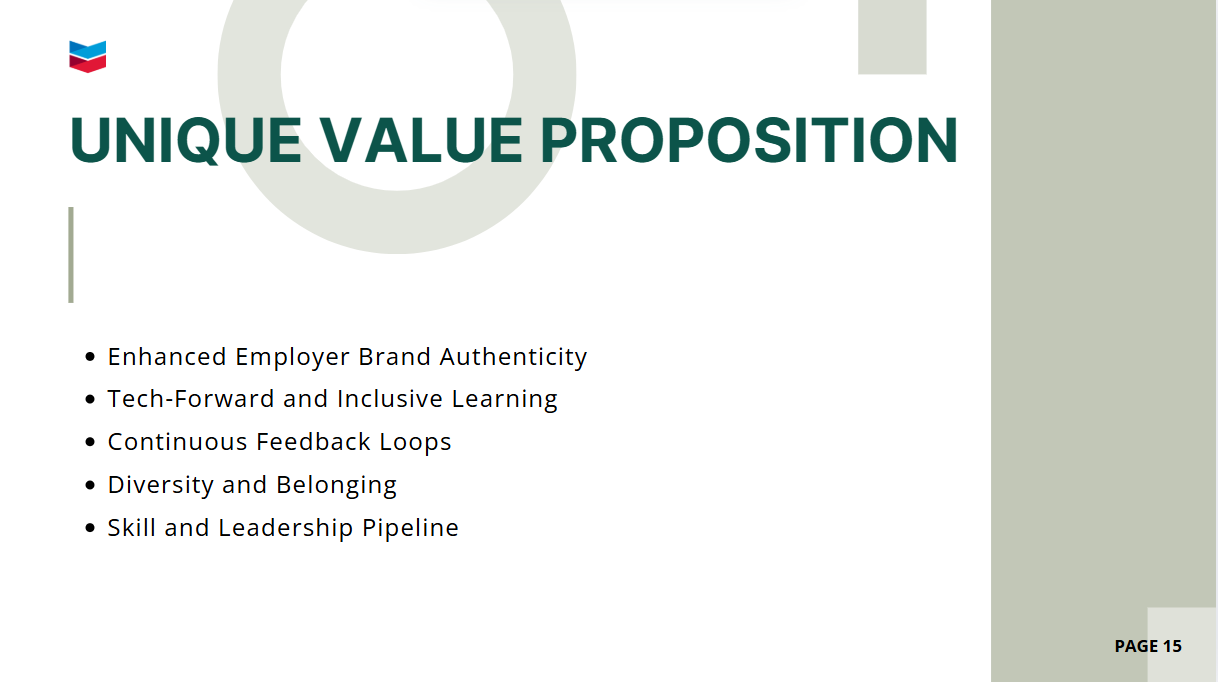 UNIQUE VALUE PROPOSITION
• Enhanced Employer Brand Authenticity
• Tech-Forward and Inclusive Learning
• Continuous Feedback Loops
• Diversity and Belonging
• Skill and Leadership Pipeline
PAGE 15